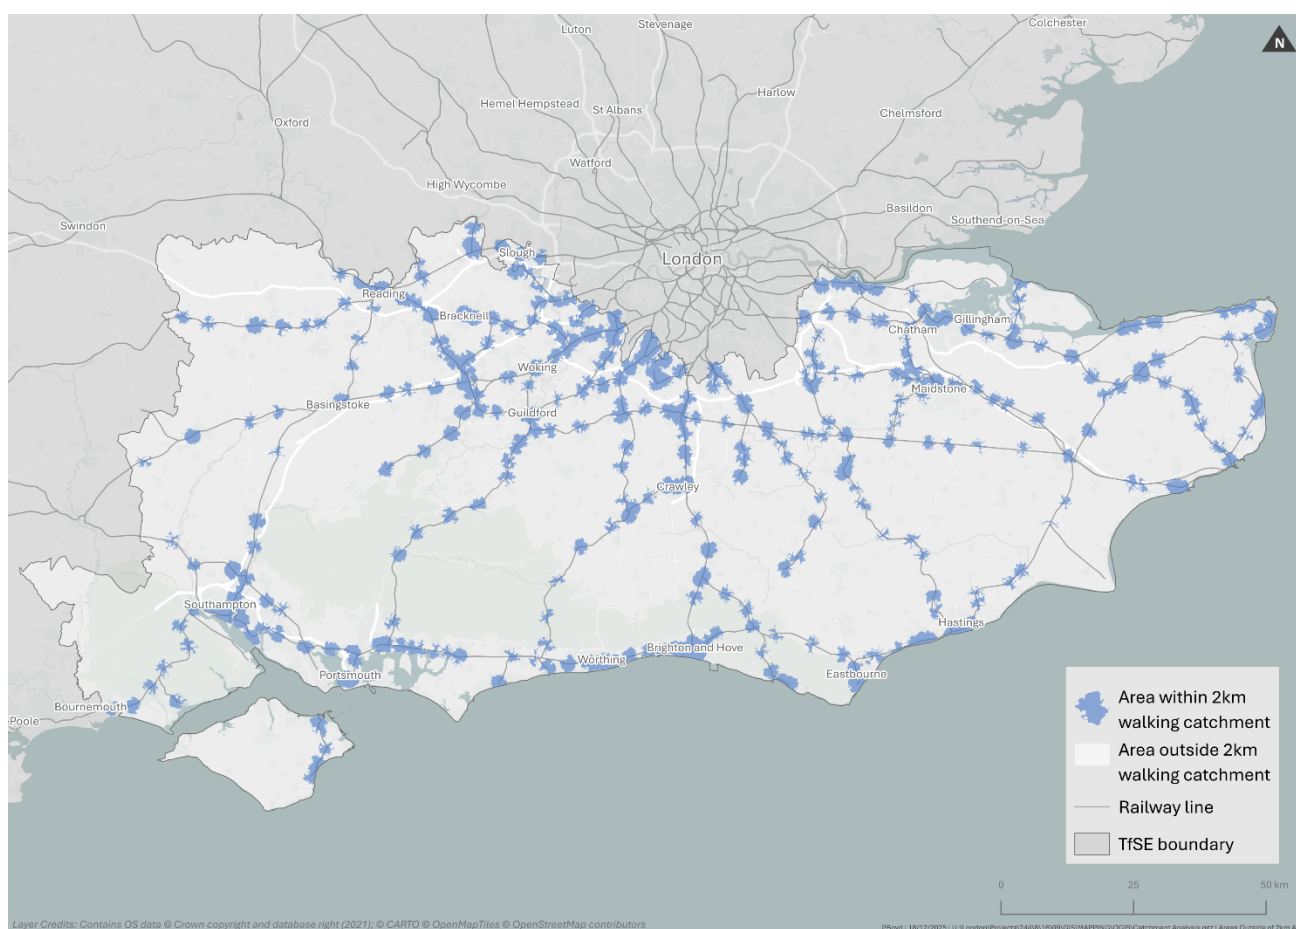 Colchester
Stevenage
Luton
N
Harlow
Hemel Hempstead
St Albans
Chelmsford
Oxford
Watford
High Wycombe
Basildon
Southend-on-Sea
Swindon
Slough
London
Reading
Bracknell
Gillingham
Chatham
Woking
Maidstone
Basingstoke
Guildford
Crawley
Southampton
Hastings
Brighton and Hove
Worthing
Portsmouth
Eastbourne
Bournemouth
Poole
Area within 2km
walking catchment
Area outside 2km
walking catchment
Railway line
TfSE boundary
0 25 50 km
Layer Credits: Contains OS data © Crown copyright and database right (2021); © CARTO © OpenMapTiles © OpenStreetMap contributors